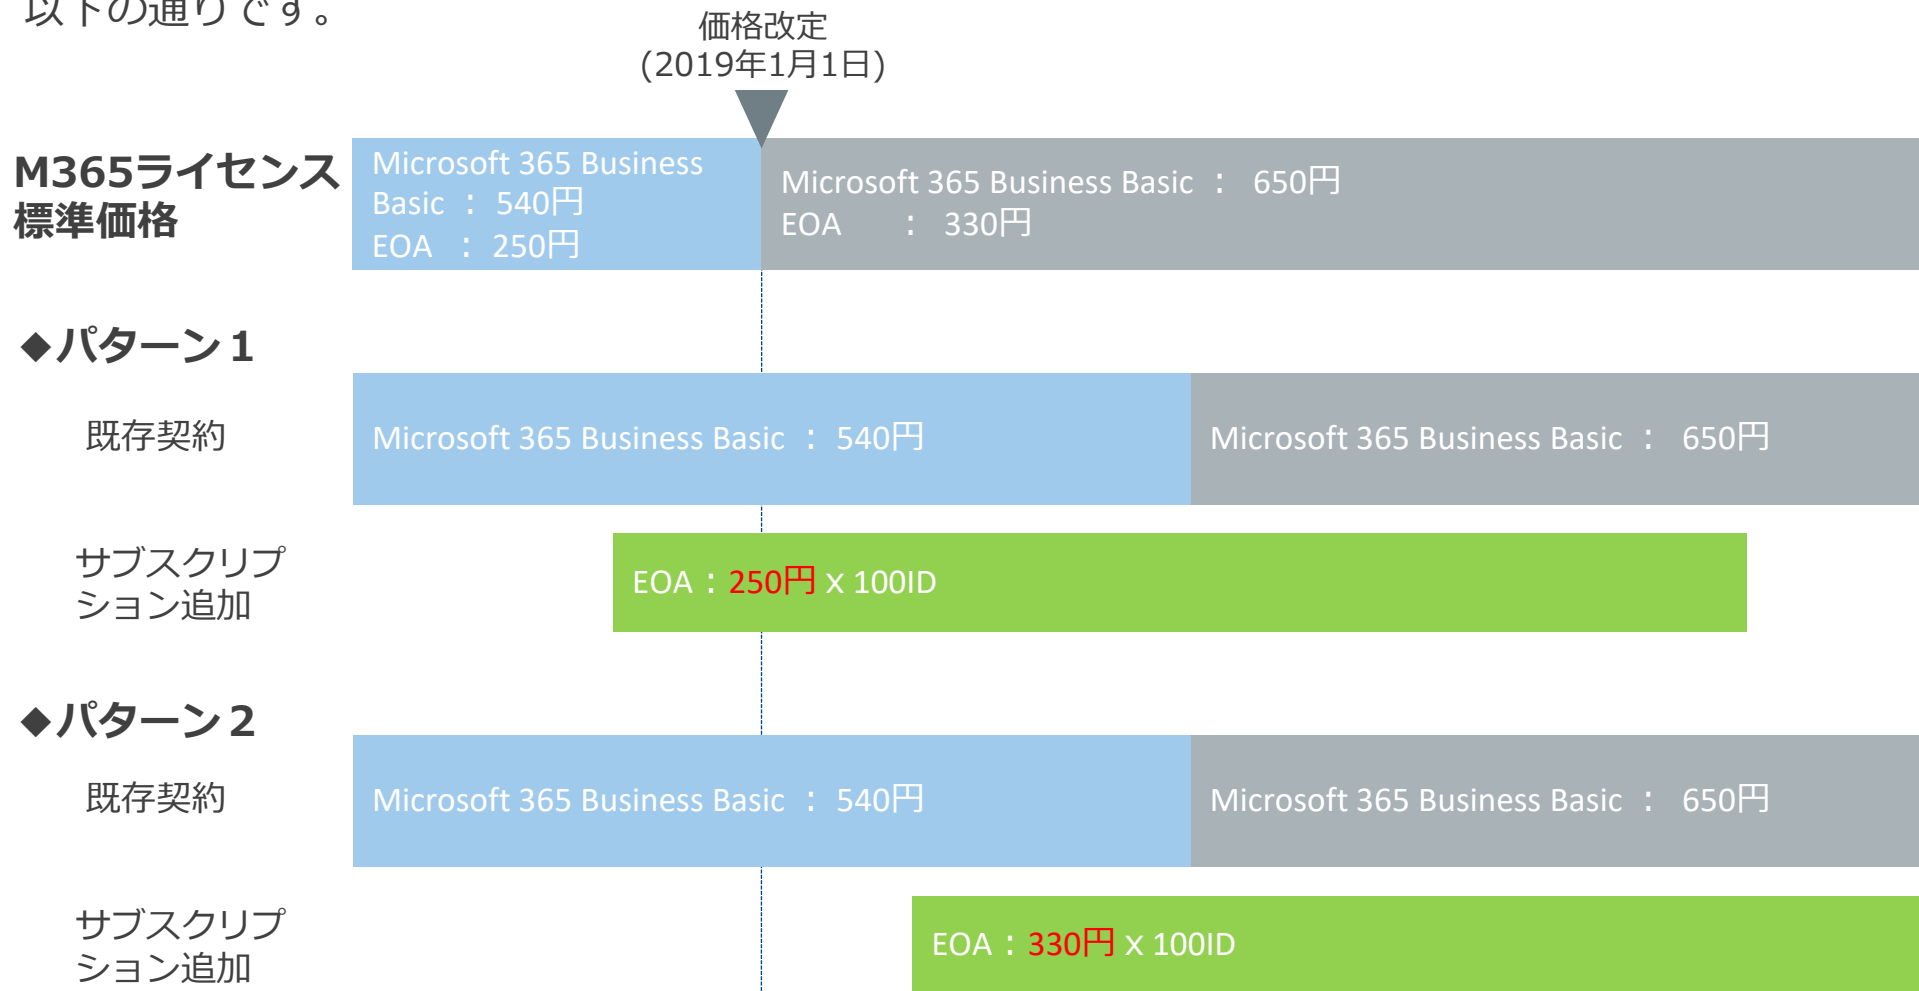 以下の通りです。
価格改定
(2019年1月1日)
M365ライセンス
標準価格
Microsoft 365 Business
Basic ： 540円
EOA ： 250円
Microsoft 365 Business Basic ： 650円
EOA ： 330円
◆パターン１
既存契約
Microsoft 365 Business Basic ： 540円
Microsoft 365 Business Basic ： 650円
サブスクリプ
ション追加
EOA：250円 x 100ID
◆パターン２
既存契約
Microsoft 365 Business Basic ： 540円
Microsoft 365 Business Basic ： 650円
サブスクリプ
ション追加
EOA：330円 x 100ID